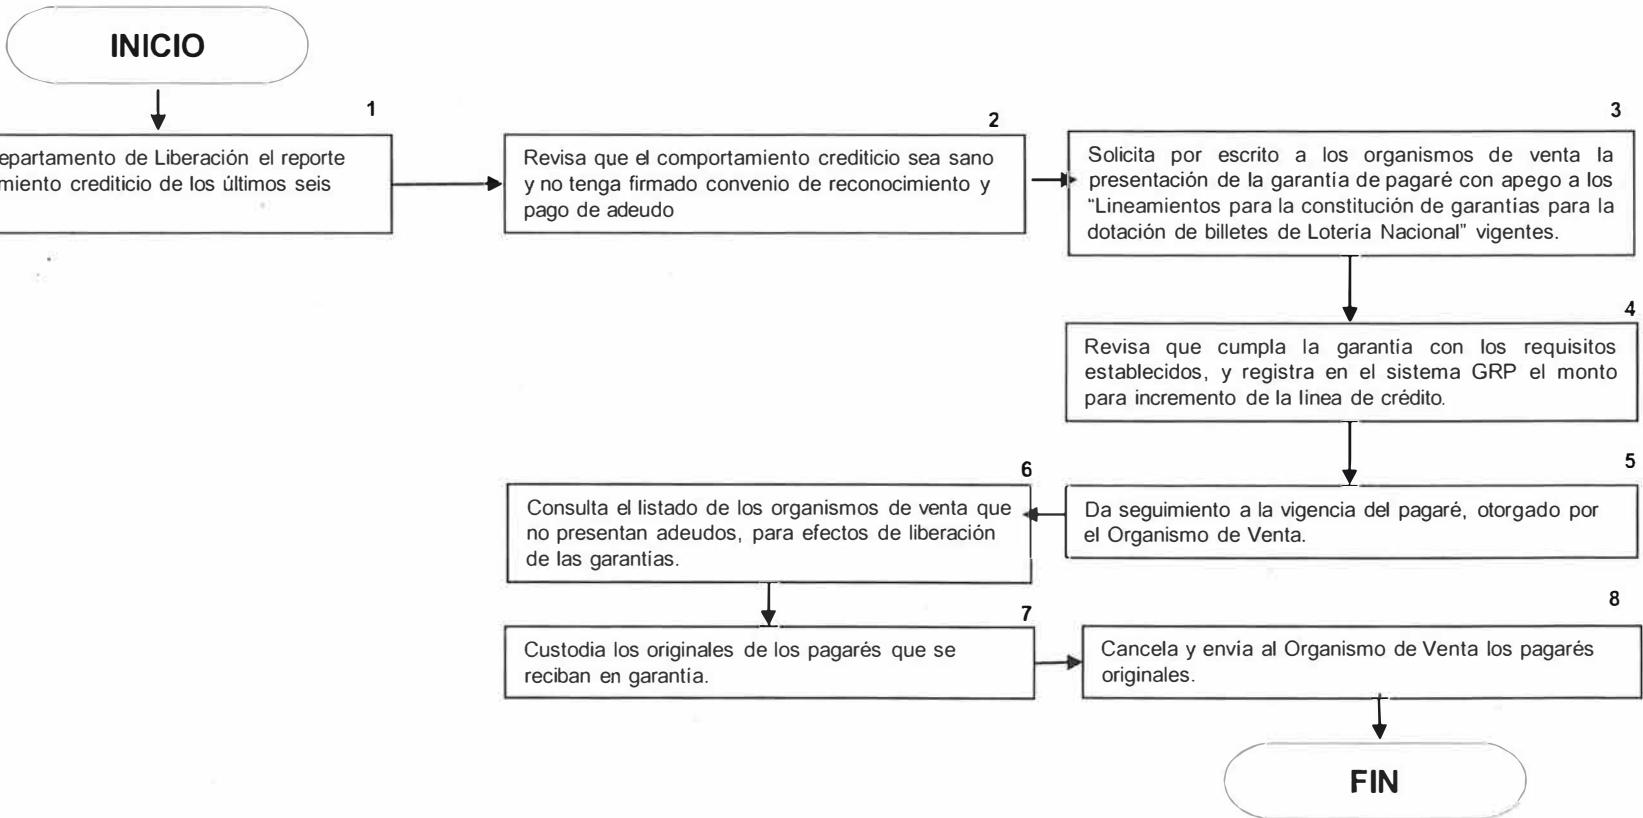 INICIO
1
epartamento de Liberación el reporte
miento crediticio de los últimos seis
2
Revisa que el comportamiento crediticio sea sano
y no tenga firmado convenio de reconocimiento y
pago de adeudo
3
Solicita por escrito a los organismos de venta la
presentación de la garantía de pagaré con apego a los
“Lineamientos para la constitución de garantías para la
dotación de billetes de Lotería Nacional” vigentes.
4
Revisa que cumpla la garantía con los requisitos
establecidos, y registra en el sistema GRP el monto
para incremento de la linea de crédito.
5
Da seguimiento a la vigencia del pagaré, otorgado por
el Organismo de Venta.
6
Consulta el listado de los organismos de venta que
no presentan adeudos, para efectos de liberación
de las garantías.
7
Custodia los originales de los pagarés que se
reciban en garantía.
8
Cancela y envía al Organismo de Venta los pagarés
originales.
FIN